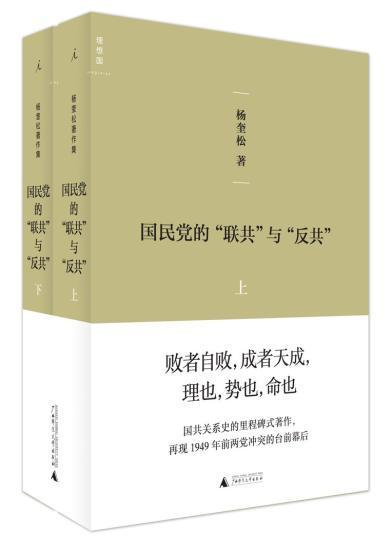 理想国
杨奎松 著
国民党的“联共”与“反共”
上
败者自败,成者天成,
理也,势也,命也
国共关系史的里程碑式著作,
再现1949年前两党冲突的台前幕后
广西师范大学出版社
杨奎松著作集
国民党
的
“联共”
与
“反共”
下
杨奎松著作集
国民党
的
“联共”
与
“反共”
上